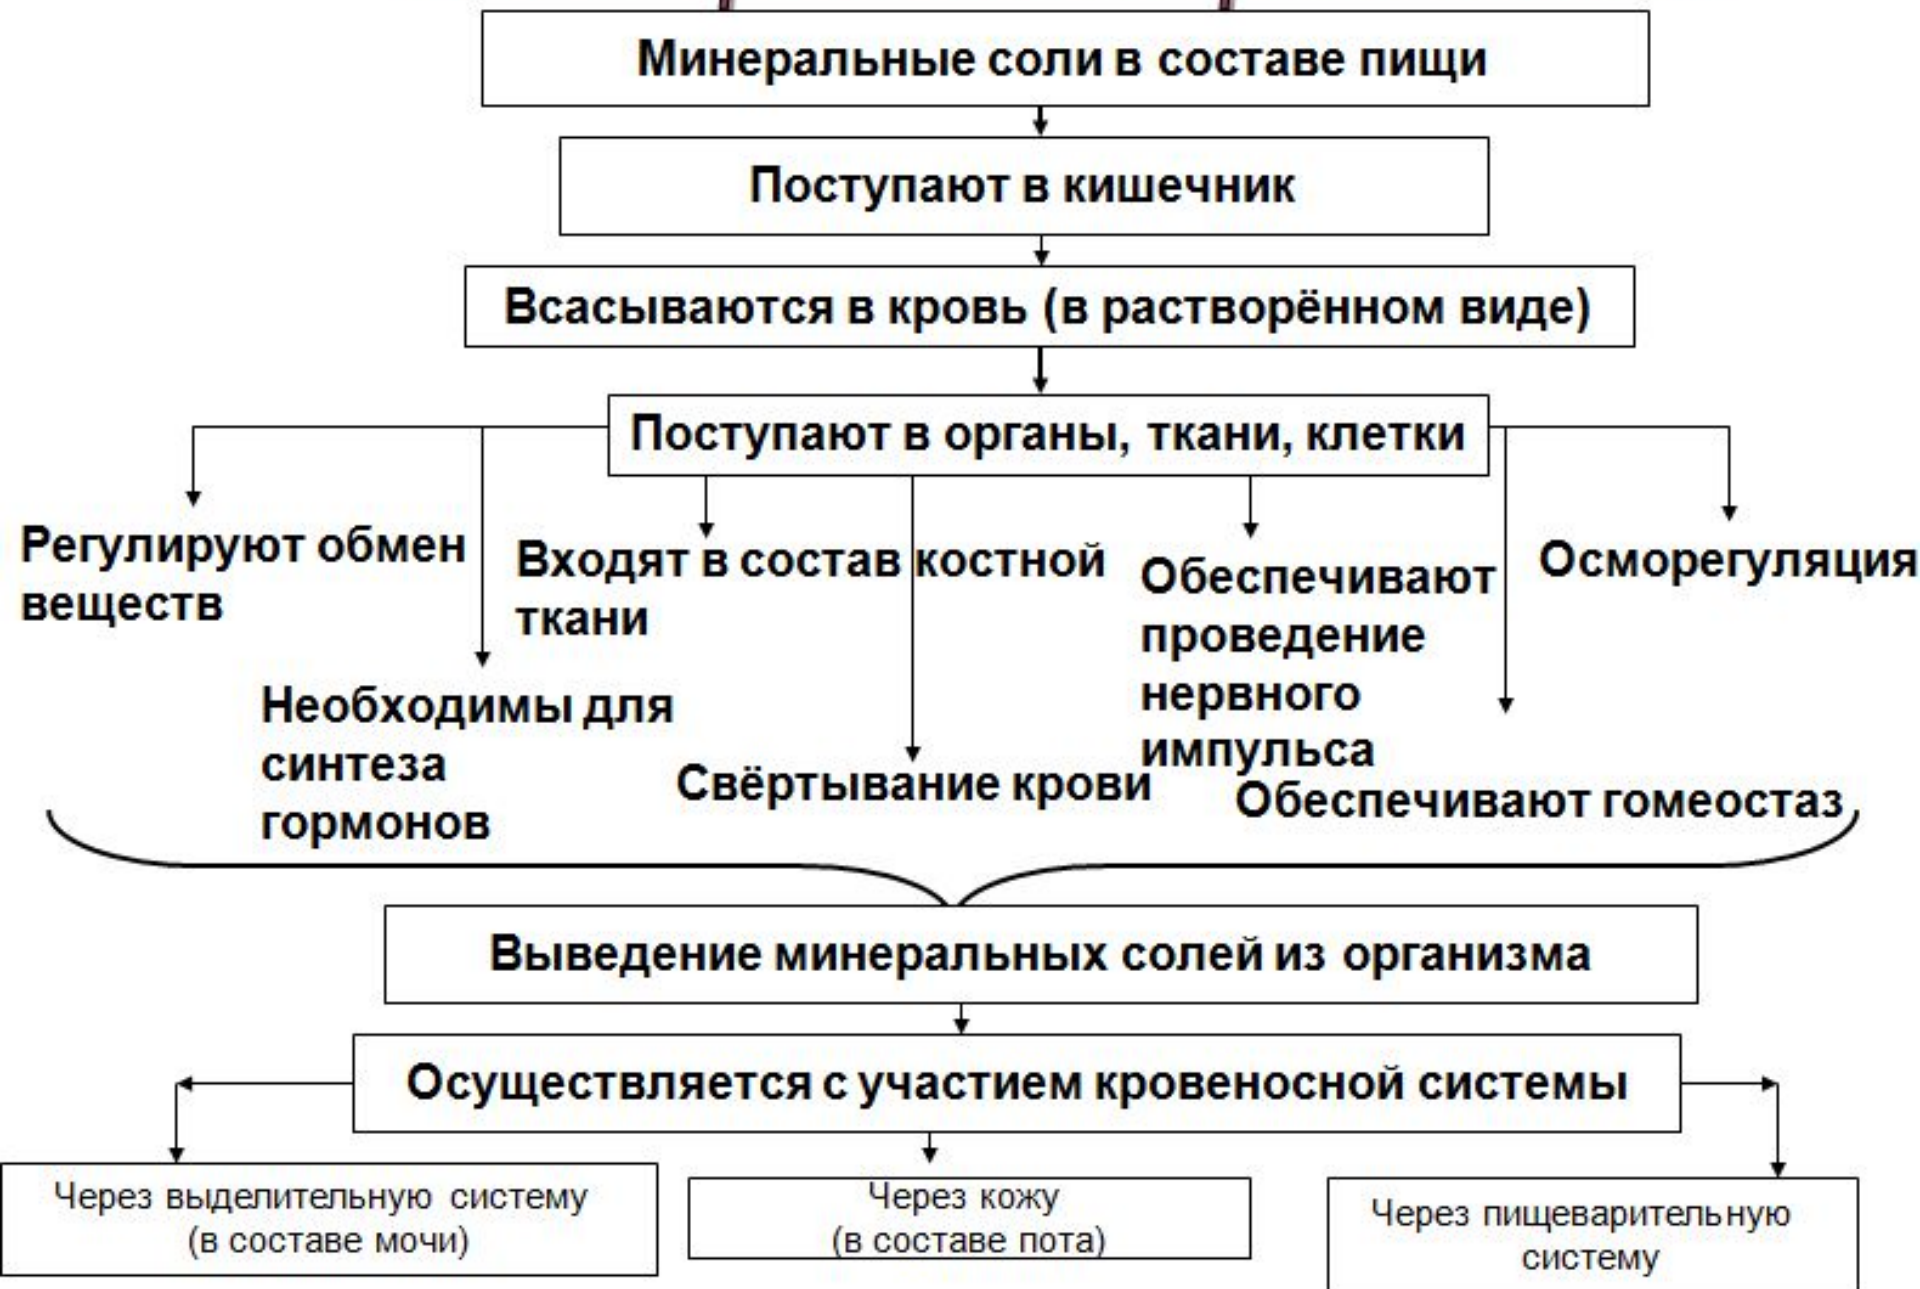 Минеральные соли в составе пищи
Поступают в кишечник
Всасываются в кровь (в растворённом виде)
Поступают в органы, ткани, клетки
Регулируют обмен
веществ
Необходимы для
синтеза
гормонов
Входят в состав костной
ткани
Свёртывание крови
Обеспечивают
проведение
нервного
импульса
Обеспечивают гомеостаз
Осморегуляция
Выведение минеральных солей из организма
Осуществляется с участием кровеносной системы
Через выделительную систему
(в составе мочи)
Через кожу
(в составе пота)
Через пищеварительную
систему